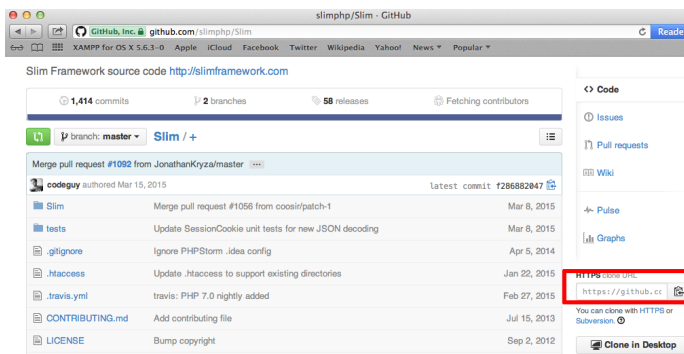 slimphp/Slim · GitHub
GitHub, Inc. github.com/slimphp/Slim
Reade
XAMPP for OS X 5.6.3-0 Apple iCloud Facebook Twitter Wikipedia Yahoo! News Popular
Slim Framework source code http://slimframework.com
1,414 commits 2 branches 58 releases Fetching contributors
branch: master Slim / +
Merge pull request #1092 from JonathanKryza/master ...
codeguy authored Mar 15, 2015 latest commit f286882047
Slim Merge pull request #1056 from coosir/patch-1 Mar 8, 2015
tests Update SessionCookie unit tests for new JSON decoding Mar 8, 2015
.gitignore Ignore PHPStorm .idea config Apr 5, 2014
.htaccess Update .htaccess to support existing directories Jan 22, 2015
.travis.yml travis: PHP 7.0 nightly added Feb 27, 2015
CONTRIBUTING.md Add contributing file Jul 15, 2013
LICENSE Bump copyright Sep 2, 2012
<> Code
Issues
Pull requests
Wiki
Pulse
Graphs
HTTPS clone URL
https://github.cc
You can clone with HTTPS or
Subversion.
Clone in Desktop